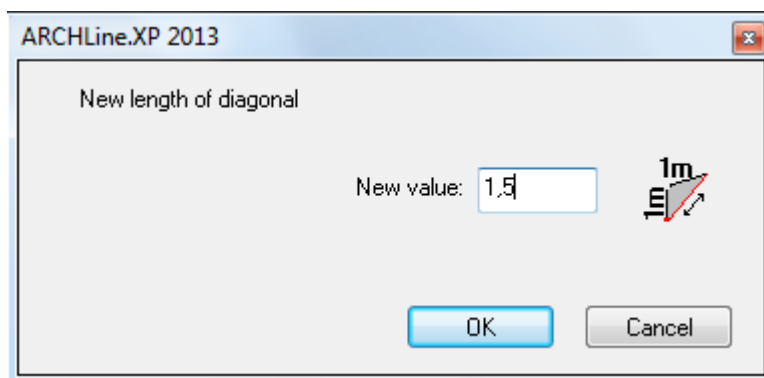 ARCHLine.XP 2013
New length of diagonal
New value: 1,5
1m
1m
OK
Cancel